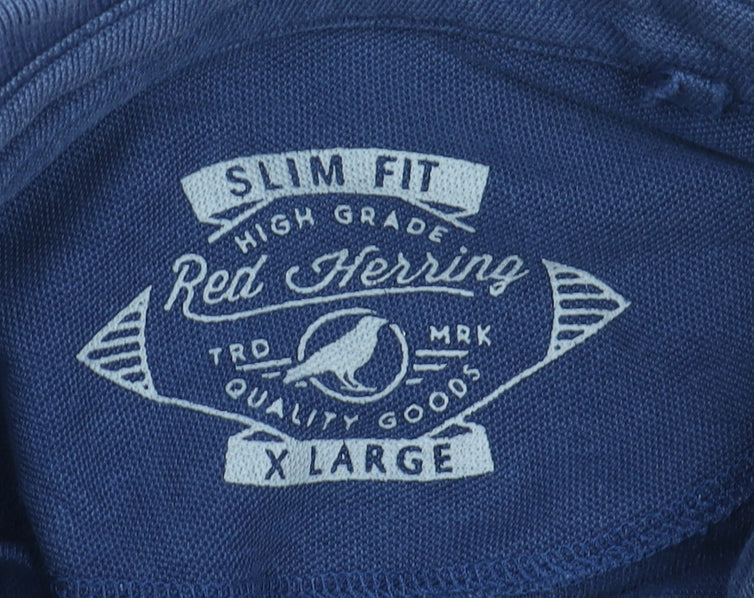 SLIM FIT
HIGH GRADE
Red Herring
TRD MRK
QUALITY GOODS
X LARGE